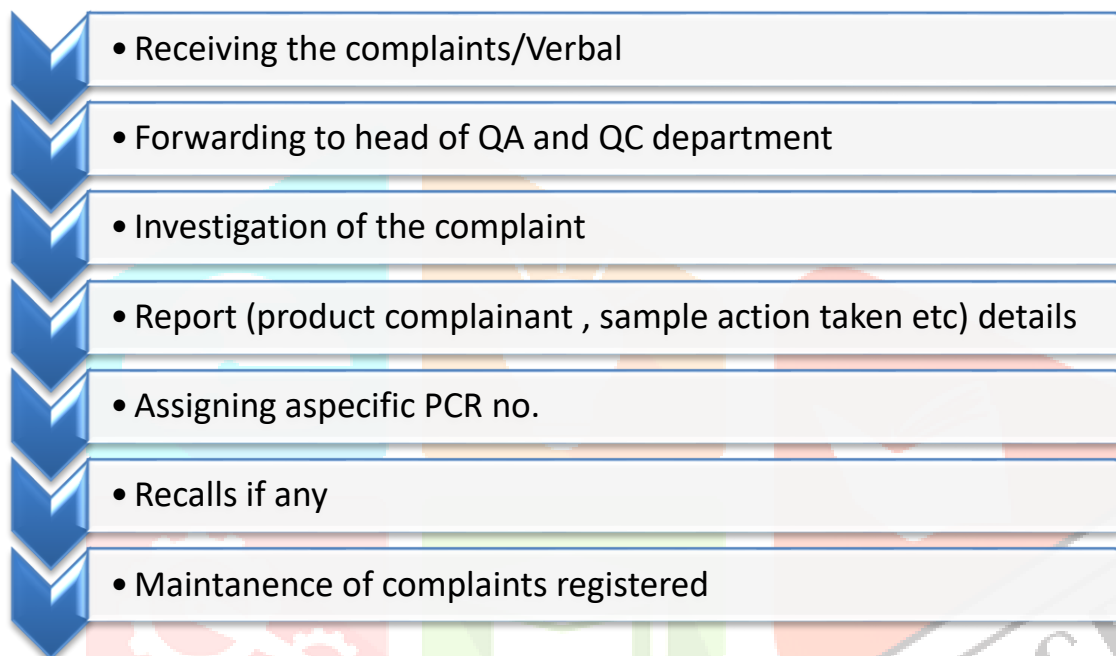 • Receiving the complaints/Verbal
• Forwarding to head of QA and QC department
• Investigation of the complaint
• Report (product complainant , sample action taken etc) details
• Assigning aspecific PCR no.
• Recalls if any
• Maintanence of complaints registered